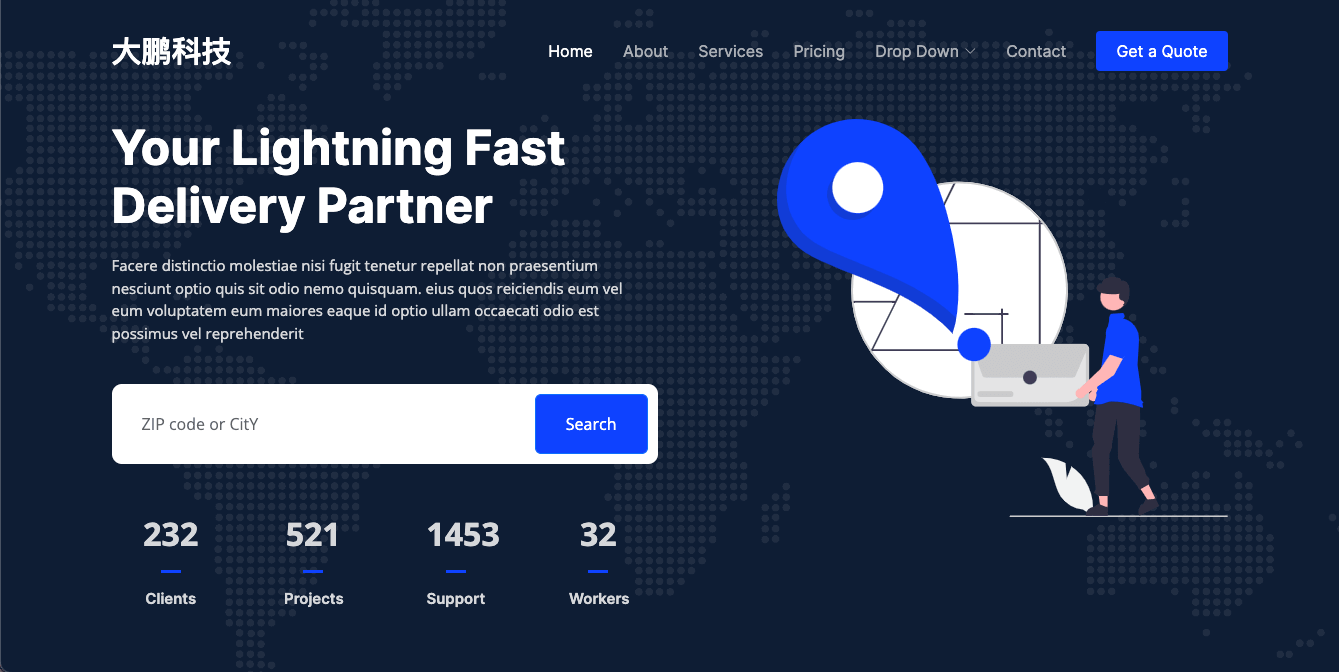 大鹏科技
Home About Services Pricing Drop Down Contact Get a Quote
Your Lightning Fast
Delivery Partner
Facere distinctio molestiae nisi fugit tenetur repellat non praesentium
nesciunt optio quis sit odio nemo quisquam. eius quos reiciendis eum vel
eum voluptatem eum maiores eaque id optio ullam occaecati odio est
possimus vel reprehenderit
ZIP code or CitY Search
232 521 1453 32
Clients Projects Support Workers